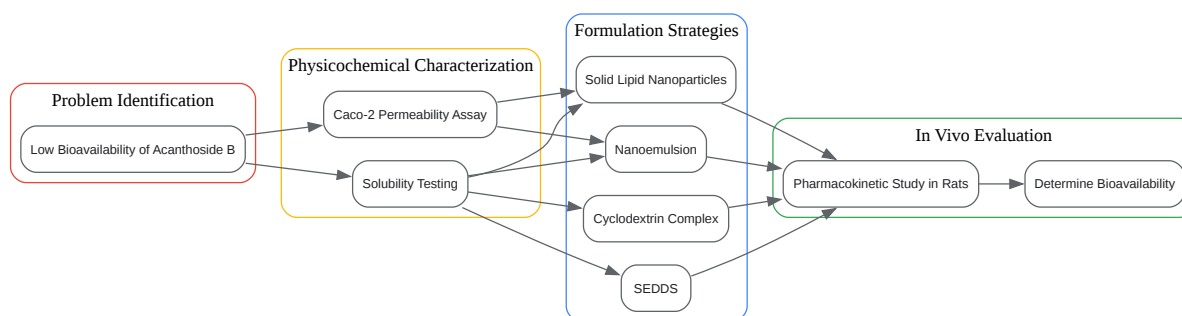 Problem Identification
Low Bioavailability of Acanthoside B
Physicochemical Characterization
Caco-2 Permeability Assay
Solubility Testing
Formulation Strategies
Solid Lipid Nanoparticles
Nanoemulsion
Cyclodextrin Complex
SEDDS
In Vivo Evaluation
Pharmacokinetic Study in Rats
Determine Bioavailability